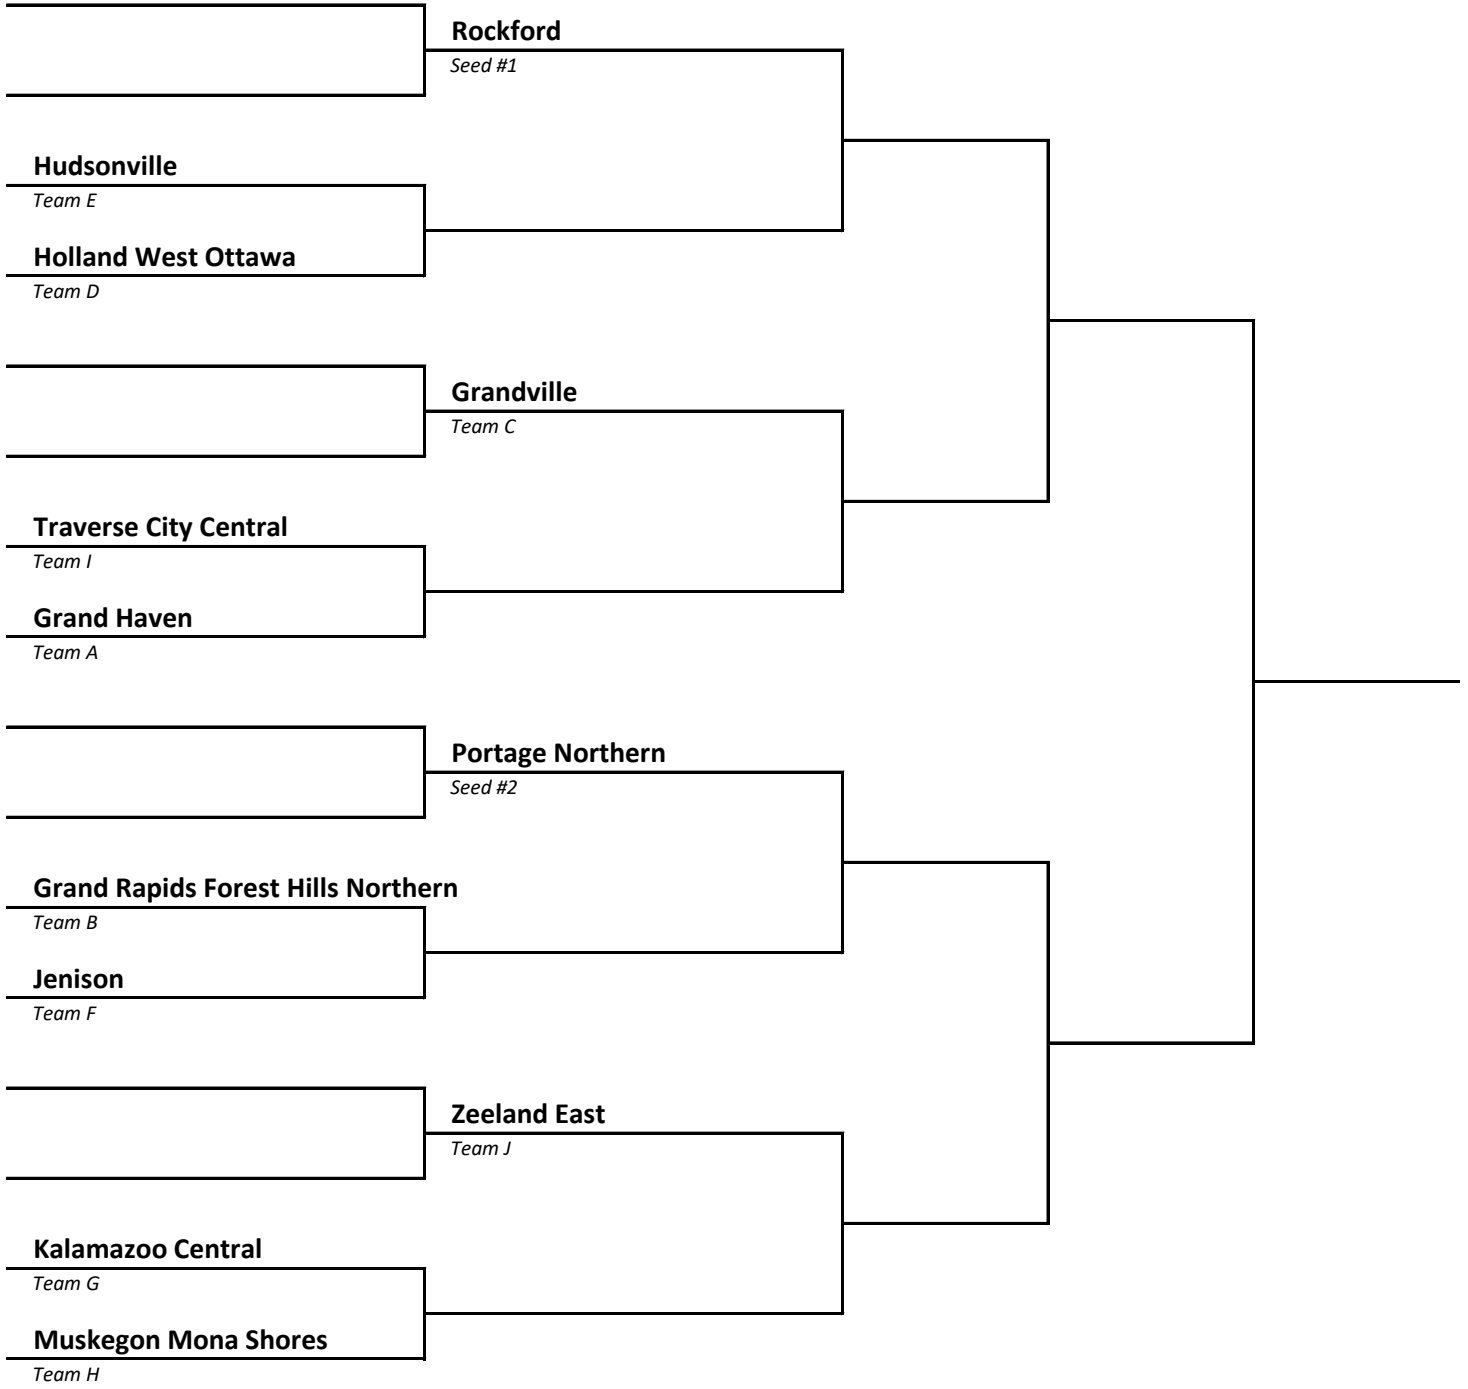 Rockford
Seed #1
Hudsonville
Team E
Holland West Ottawa
Team D
Grandville
Team C
Traverse City Central
Team I
Grand Haven
Team A
Portage Northern
Seed #2
Grand Rapids Forest Hills Northern
Team B
Jenison
Team F
Zeeland East
Team J
Kalamazoo Central
Team G
Muskegon Mona Shores
Team H